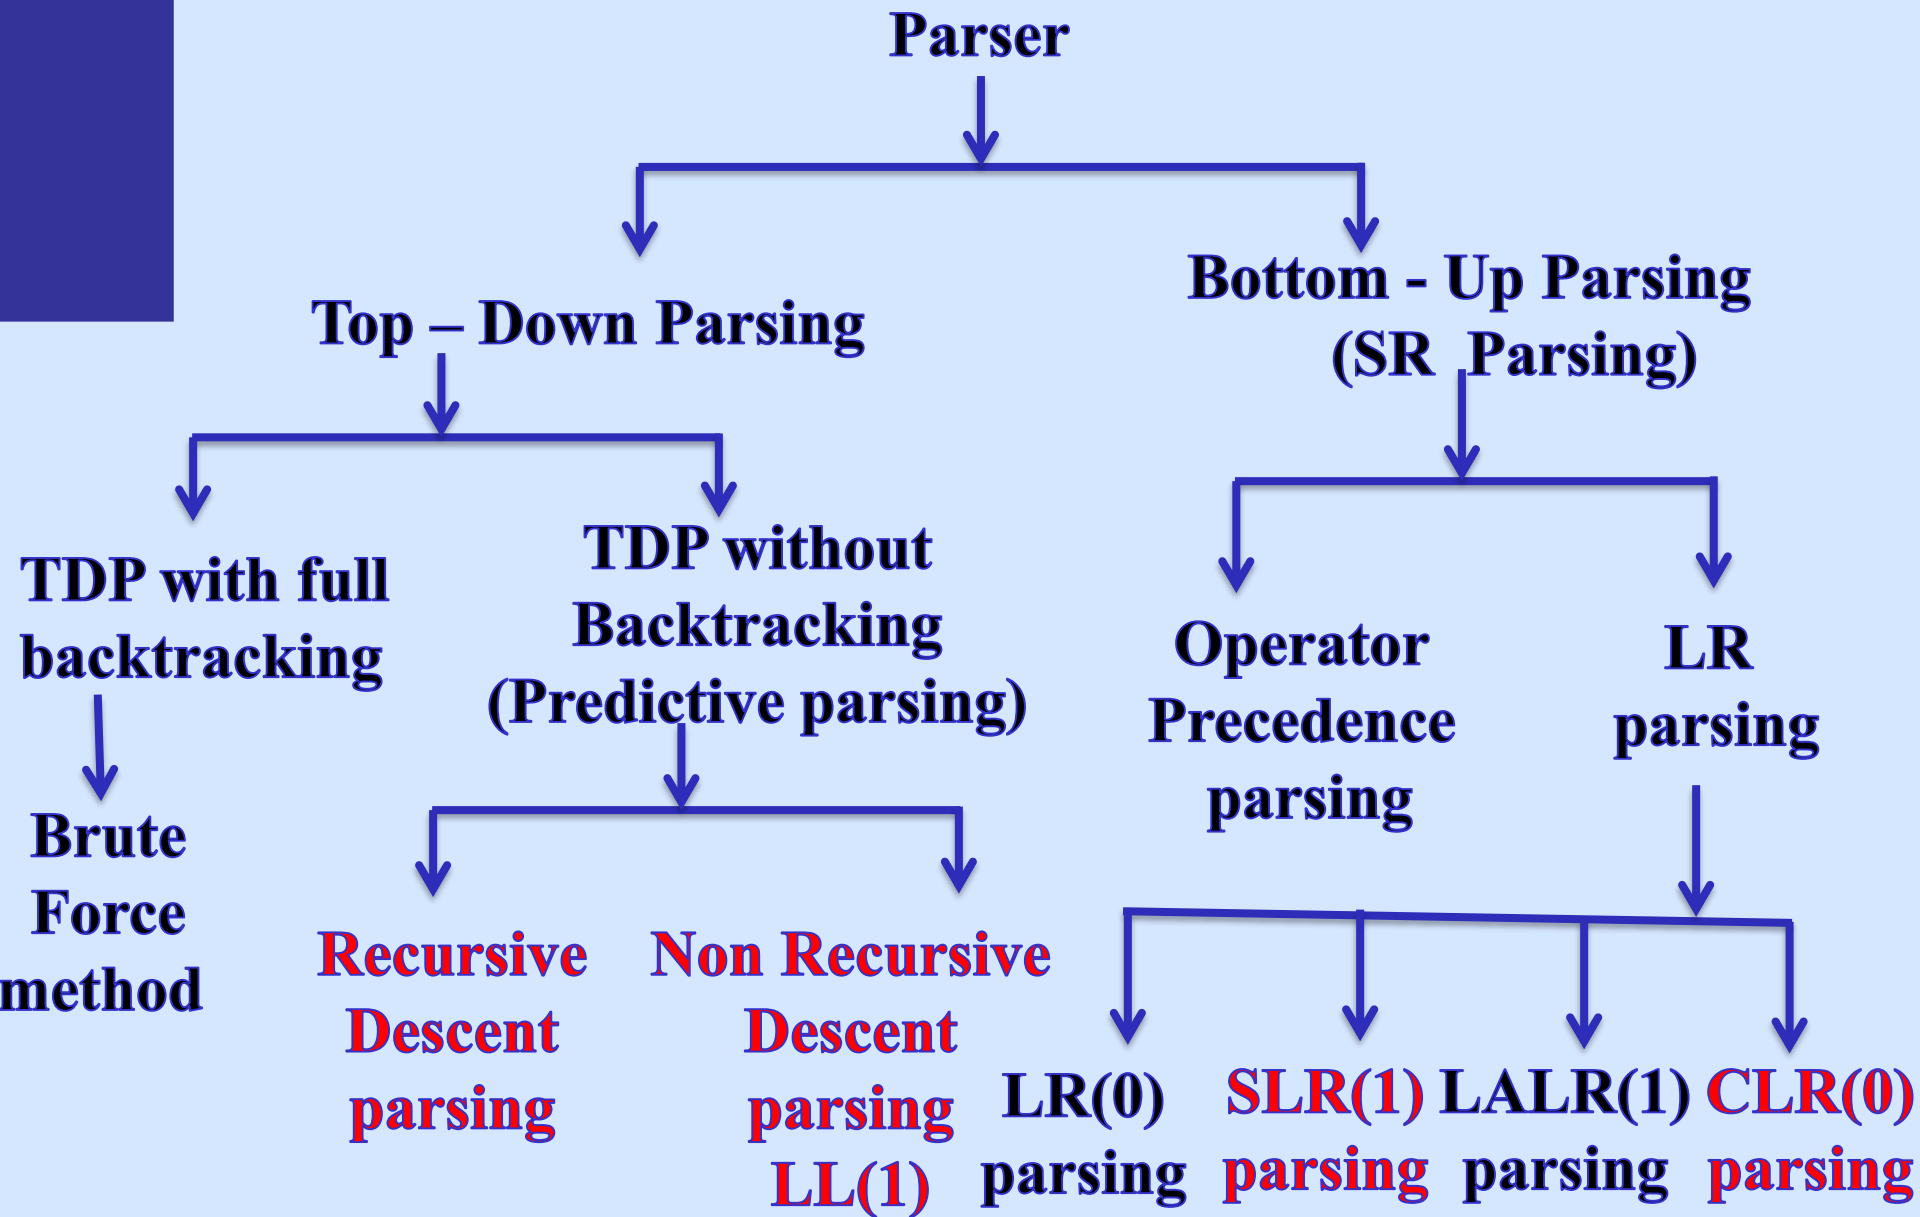 Parser
Top – Down Parsing
Bottom - Up Parsing
(SR Parsing)
TDP with full
backtracking
TDP without
Backtracking
(Predictive parsing)
Operator
Precedence
parsing
LR
parsing
Brute
Force
method
Recursive
Descent
parsing
Non Recursive
Descent
parsing
LL(1)
LR(0)
parsing
SLR(1)
parsing
LALR(1)
parsing
CLR(0)
parsing